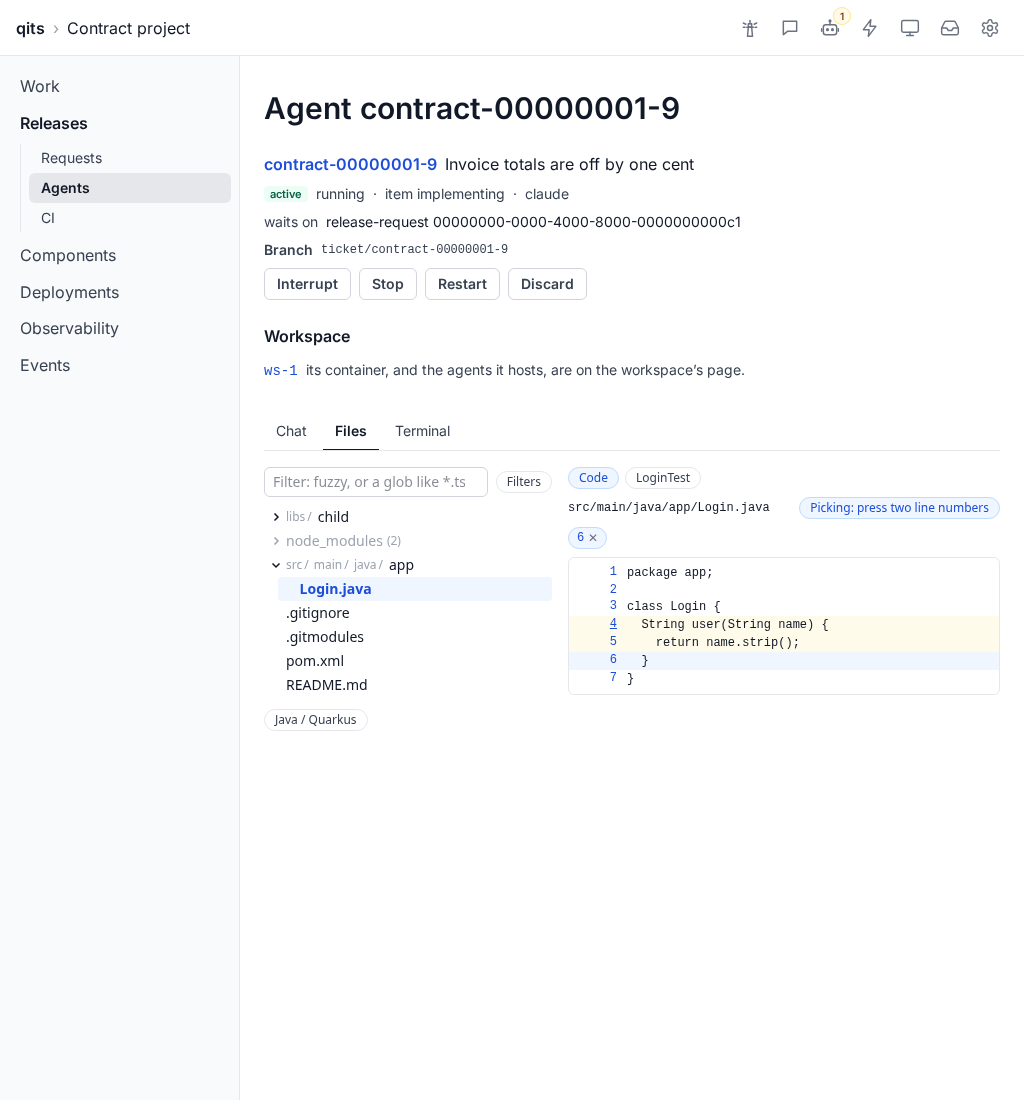 qits › Contract project
1
Work
Releases
Requests
Agents
CI
Components
Deployments
Observability
Events
Agent contract-00000001-9
contract-00000001-9 Invoice totals are off by one cent
active running · item implementing · claude
waits on release-request 00000000-0000-4000-8000-0000000000c1
Branch ticket/contract-00000001-9
Interrupt Stop Restart Discard
Workspace
ws-1 its container, and the agents it hosts, are on the workspace’s page.
Chat Files Terminal
Filter: fuzzy, or a glob like *.ts Filters
libs/ child
node_modules (2)
src/ main/ java/ app
Login.java
.gitignore
.gitmodules
pom.xml
README.md
Java / Quarkus
Code LoginTest
src/main/java/app/Login.java Picking: press two line numbers
6 ×
1 package app;
2
3 class Login {
4   String user(String name) {
5     return name.strip();
6   }
7 }